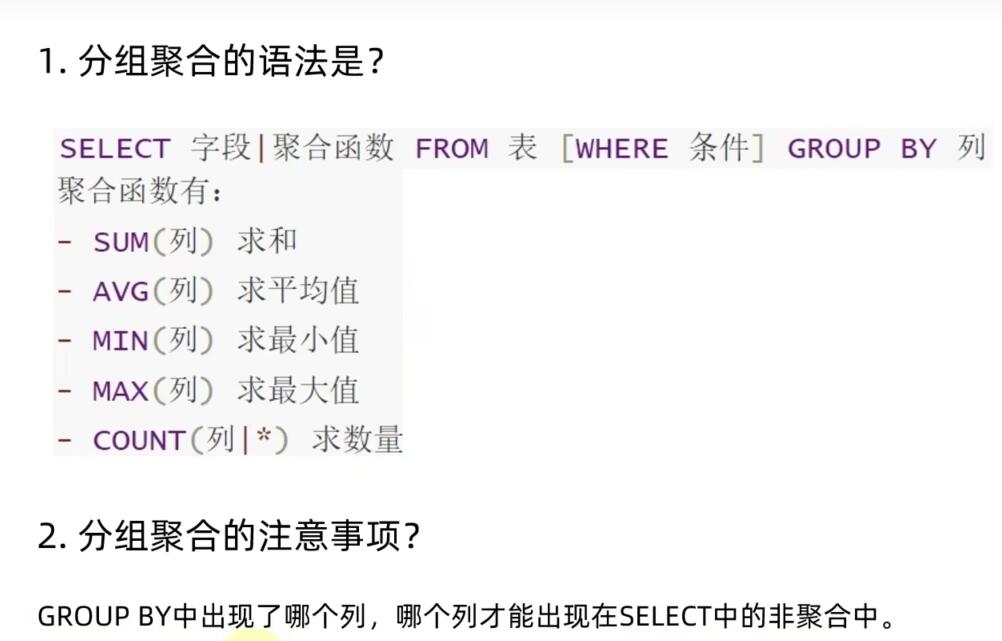 1. 分组聚合的语法是?
SELECT 字段|聚合函数 FROM 表 [WHERE 条件] GROUP BY 列
聚合函数有:
- SUM(列) 求和
- AVG(列) 求平均值
- MIN(列) 求最小值
- MAX(列) 求最大值
- COUNT(列|*) 求数量
2. 分组聚合的注意事项?
GROUP BY中出现了哪个列，哪个列才能出现在SELECT中的非聚合中。